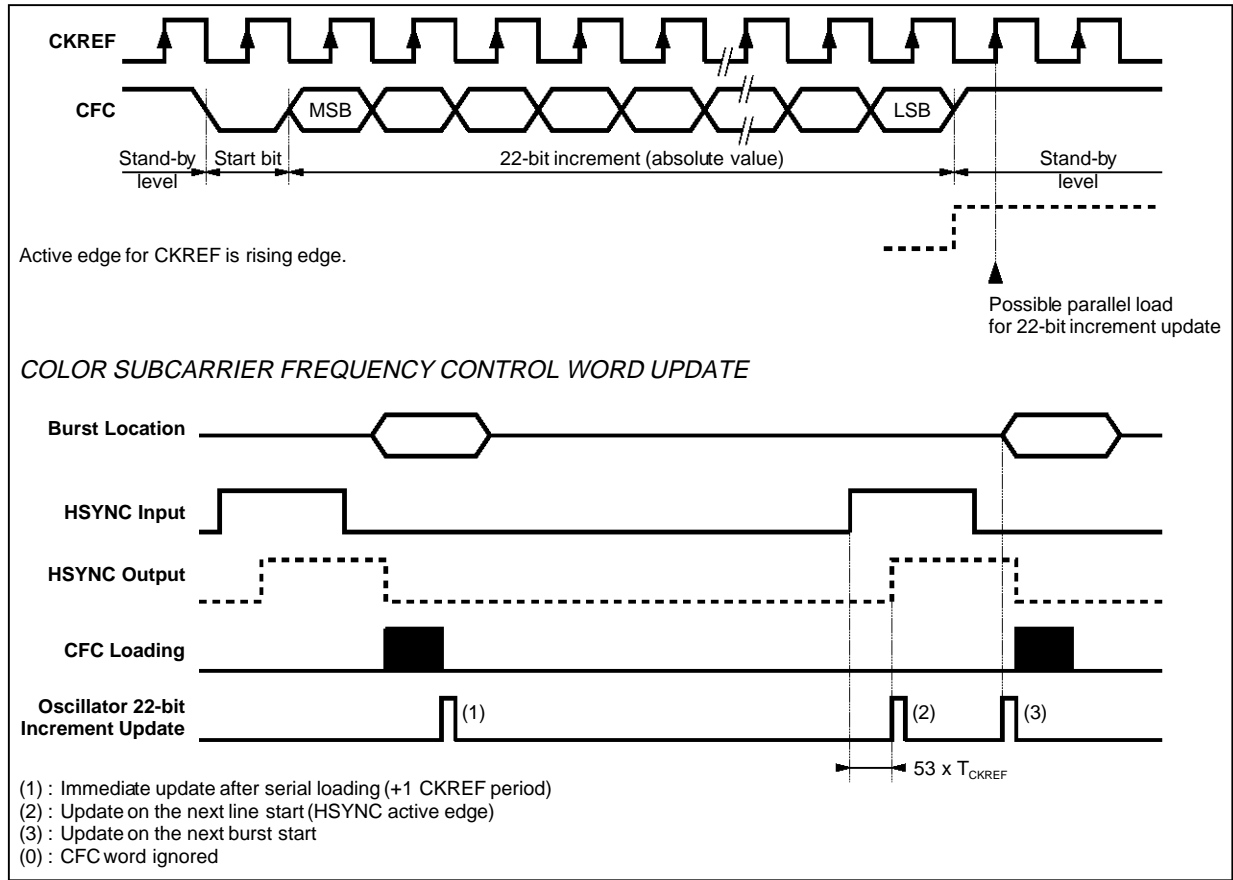 CKREF
CFC
MSB
LSB
Stand-by level
Start bit
22-bit increment (absolute value)
Stand-by level
Active edge for CKREF is rising edge.
Possible parallel load
for 22-bit increment update
COLOR SUBCARRIER FREQUENCY CONTROL WORD UPDATE
Burst Location
HSYNC Input
HSYNC Output
CFC Loading
Oscillator 22-bit
Increment Update
(1)
(2)
(3)
53 x TCKREF
(1) : Immediate update after serial loading (+1 CKREF period)
(2) : Update on the next line start (HSYNC active edge)
(3) : Update on the next burst start
(0) : CFC word ignored